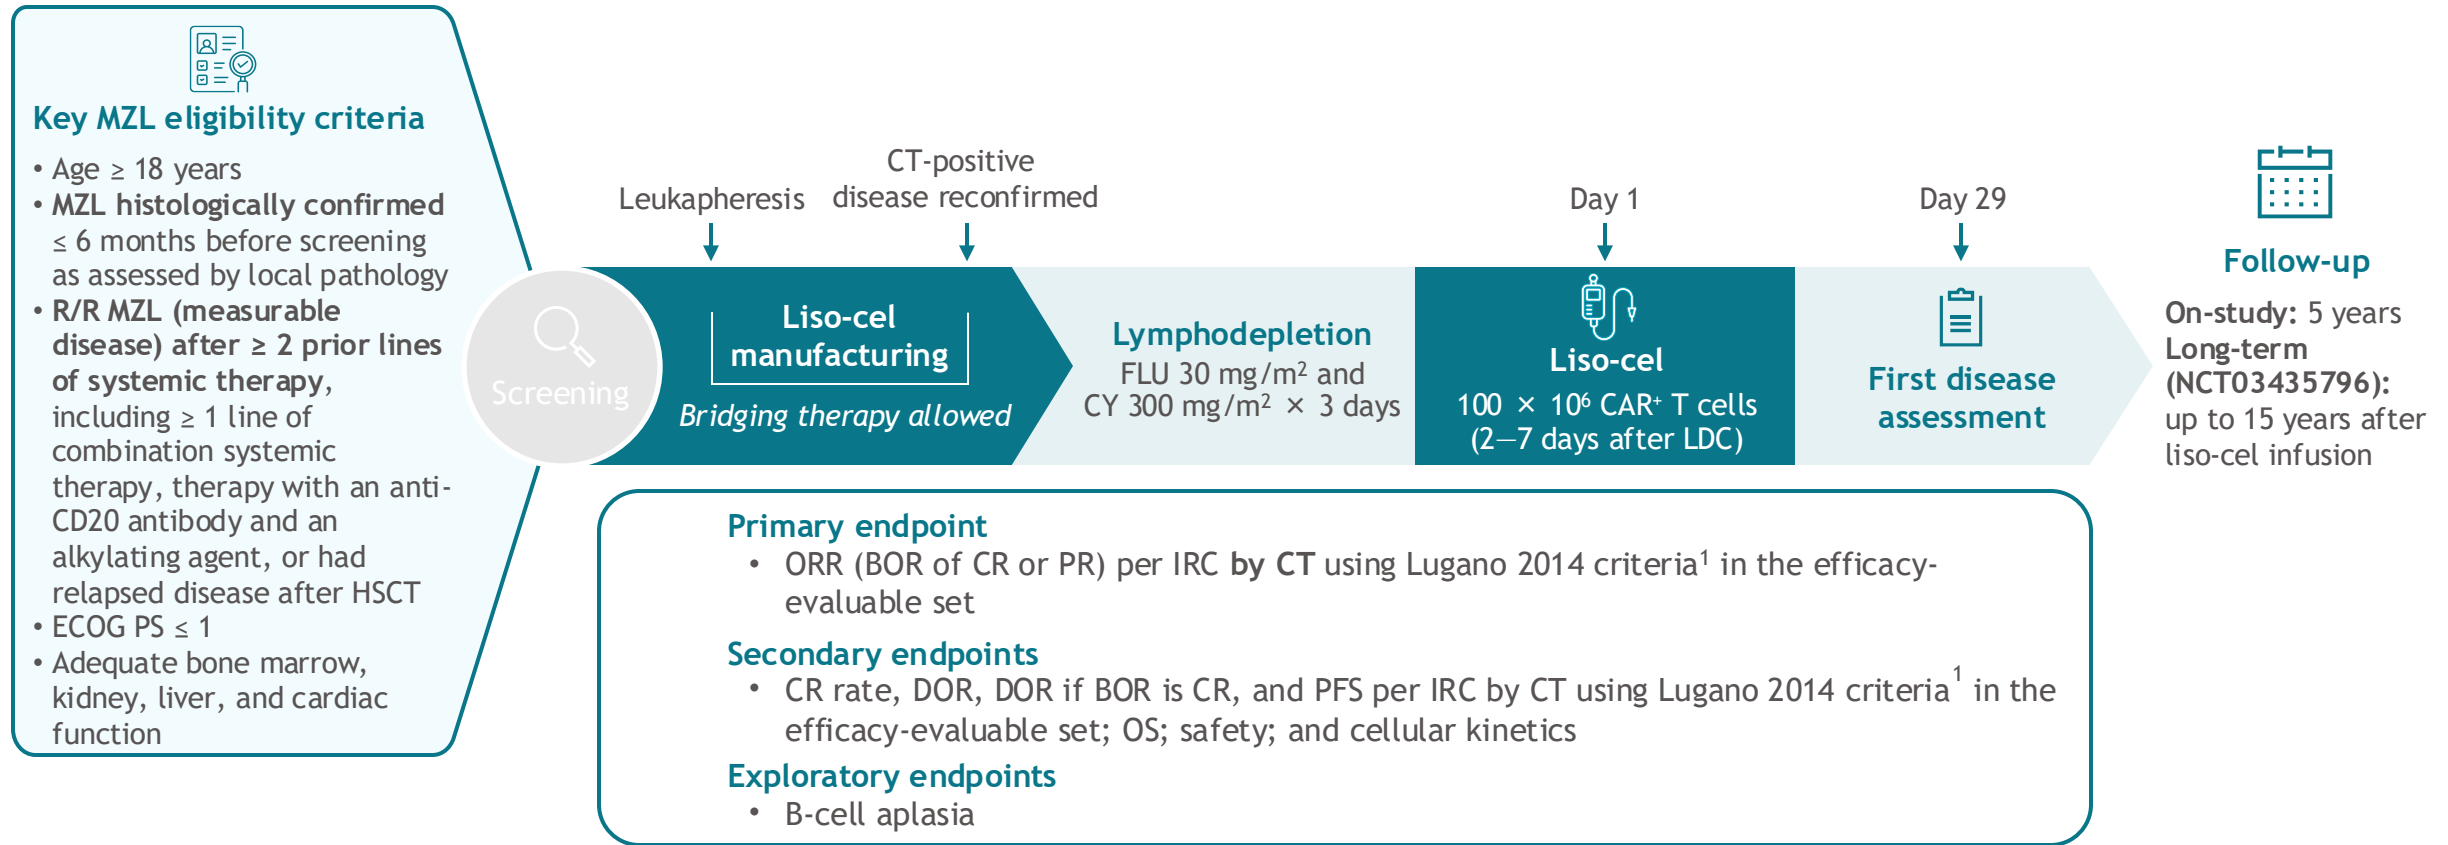 Key MZL eligibility criteria
• Age ≥ 18 years
• MZL histologically confirmed
≤ 6 months before screening
as assessed by local pathology
• R/R MZL (measurable
disease) after ≥ 2 prior lines
of systemic therapy,
including ≥ 1 line of
combination systemic
therapy, therapy with an anti-
CD20 antibody and an
alkylating agent, or had
relapsed disease after HSCT
• ECOG PS ≤ 1
• Adequate bone marrow,
kidney, liver, and cardiac
function
Screening
Leukapheresis
CT-positive
disease reconfirmed
Liso-cel
manufacturing
Bridging therapy allowed
Lymphodepletion
FLU 30 mg/m² and
CY 300 mg/m² × 3 days
Day 1
Liso-cel
100 × 10⁶ CAR⁺ T cells
(2—7 days after LDC)
Day 29
First disease
assessment
Follow-up
On-study: 5 years
Long-term
(NCT03435796):
up to 15 years after
liso-cel infusion
Primary endpoint
• ORR (BOR of CR or PR) per IRC by CT using Lugano 2014 criteria¹ in the efficacy-
evaluable set
Secondary endpoints
• CR rate, DOR, DOR if BOR is CR, and PFS per IRC by CT using Lugano 2014 criteria¹ in the
efficacy-evaluable set; OS; safety; and cellular kinetics
Exploratory endpoints
• B-cell aplasia